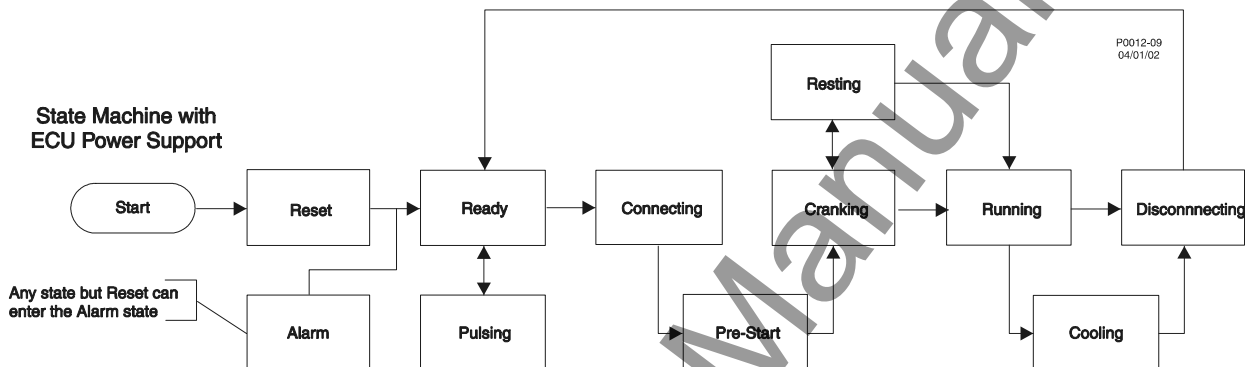 P0012-09
04/01/02
Resting
State Machine with
ECU Power Support
Start
Reset
Ready
Connecting
Cranking
Running
Disconnnecting
Any state but Reset can
enter the Alarm state
Alarm
Pulsing
Pre-Start
Cooling
Manual